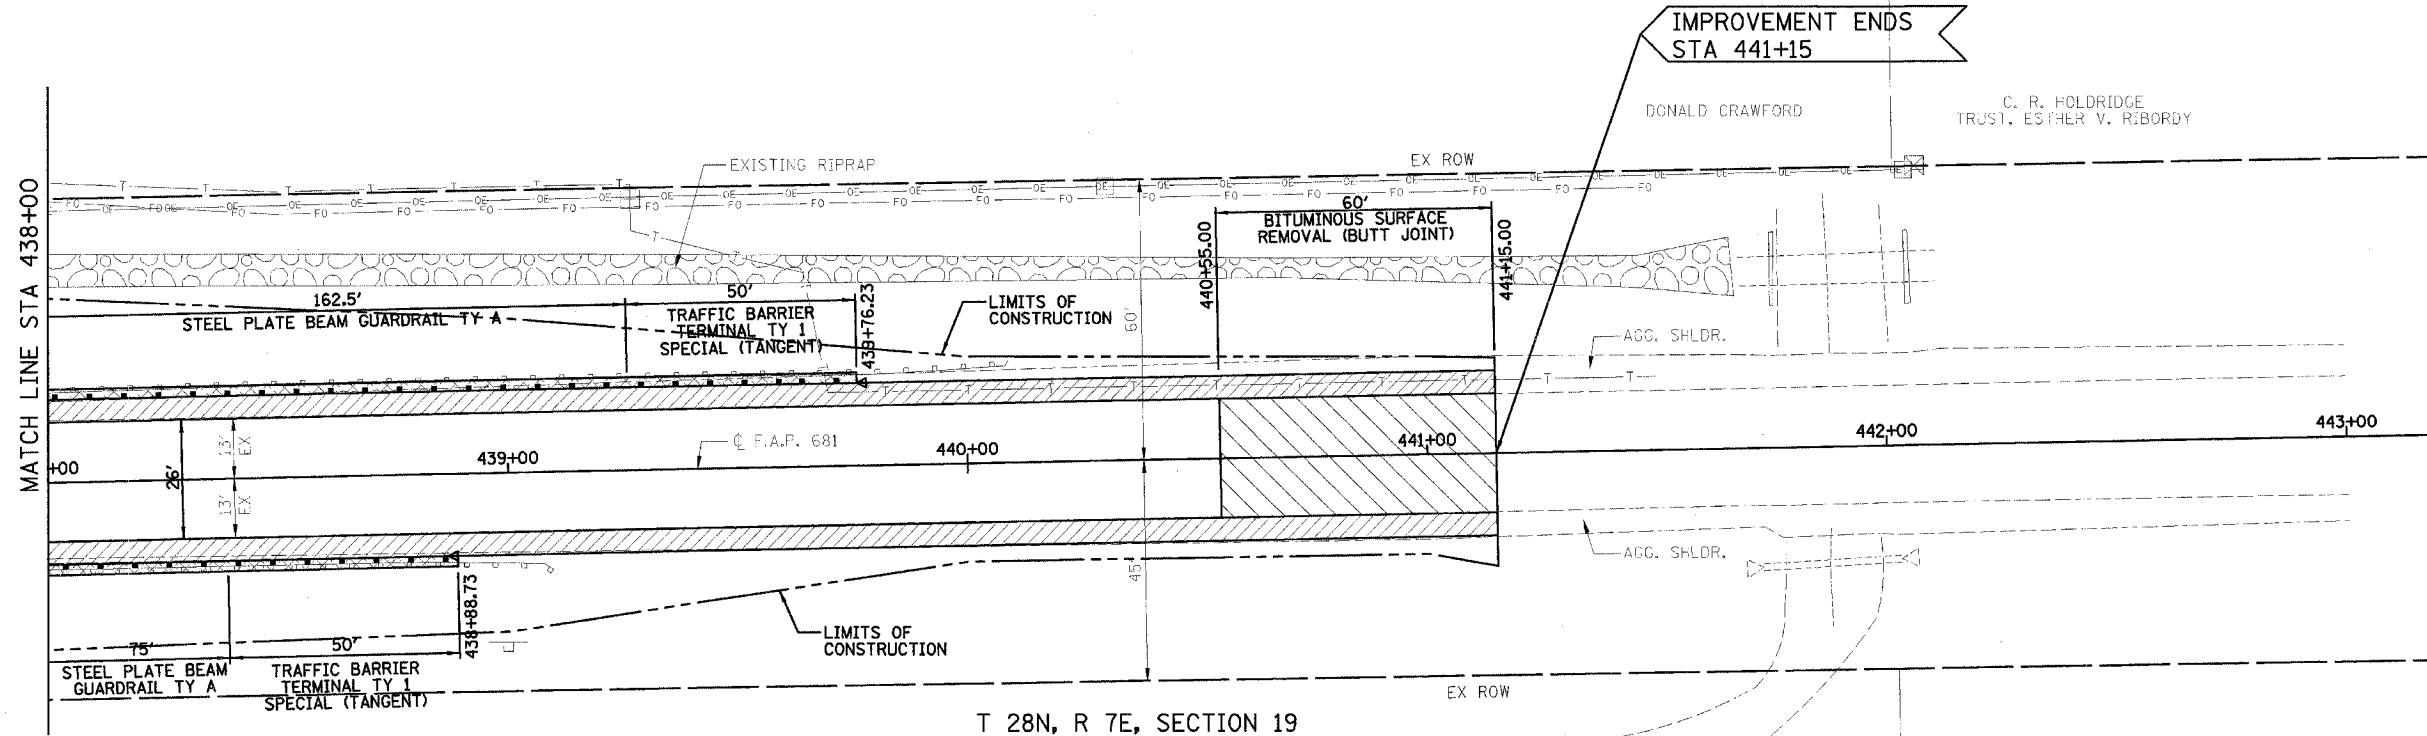 IMPROVEMENT ENDS
STA 441+15
DONALD CRAWFORD
C. R. HOLDRIDGE
TRUST. ESTHER V. RIBORDY
EX ROW
EXISTING RIPRAP
60'
BITUMINOUS SURFACE
REMOVAL (BUTT JOINT)
440+55.00
441+15.00
MATCH LINE STA 438+00
162.5'
STEEL PLATE BEAM GUARDRAIL TY A
50'
TRAFFIC BARRIER
TERMINAL TY 1
SPECIAL (TANGENT)
439+76.23
LIMITS OF
CONSTRUCTION
60'
AGG. SHLDR.
+00
26'
13'
EX
13'
EX
439+00
℄ F.A.P. 681
440+00
441+00
442+00
443+00
AGG. SHLDR.
45'
438+88.73
LIMITS OF
CONSTRUCTION
75'
STEEL PLATE BEAM
GUARDRAIL TY A
50'
TRAFFIC BARRIER
TERMINAL TY 1
SPECIAL (TANGENT)
EX ROW
T 28N, R 7E, SECTION 19